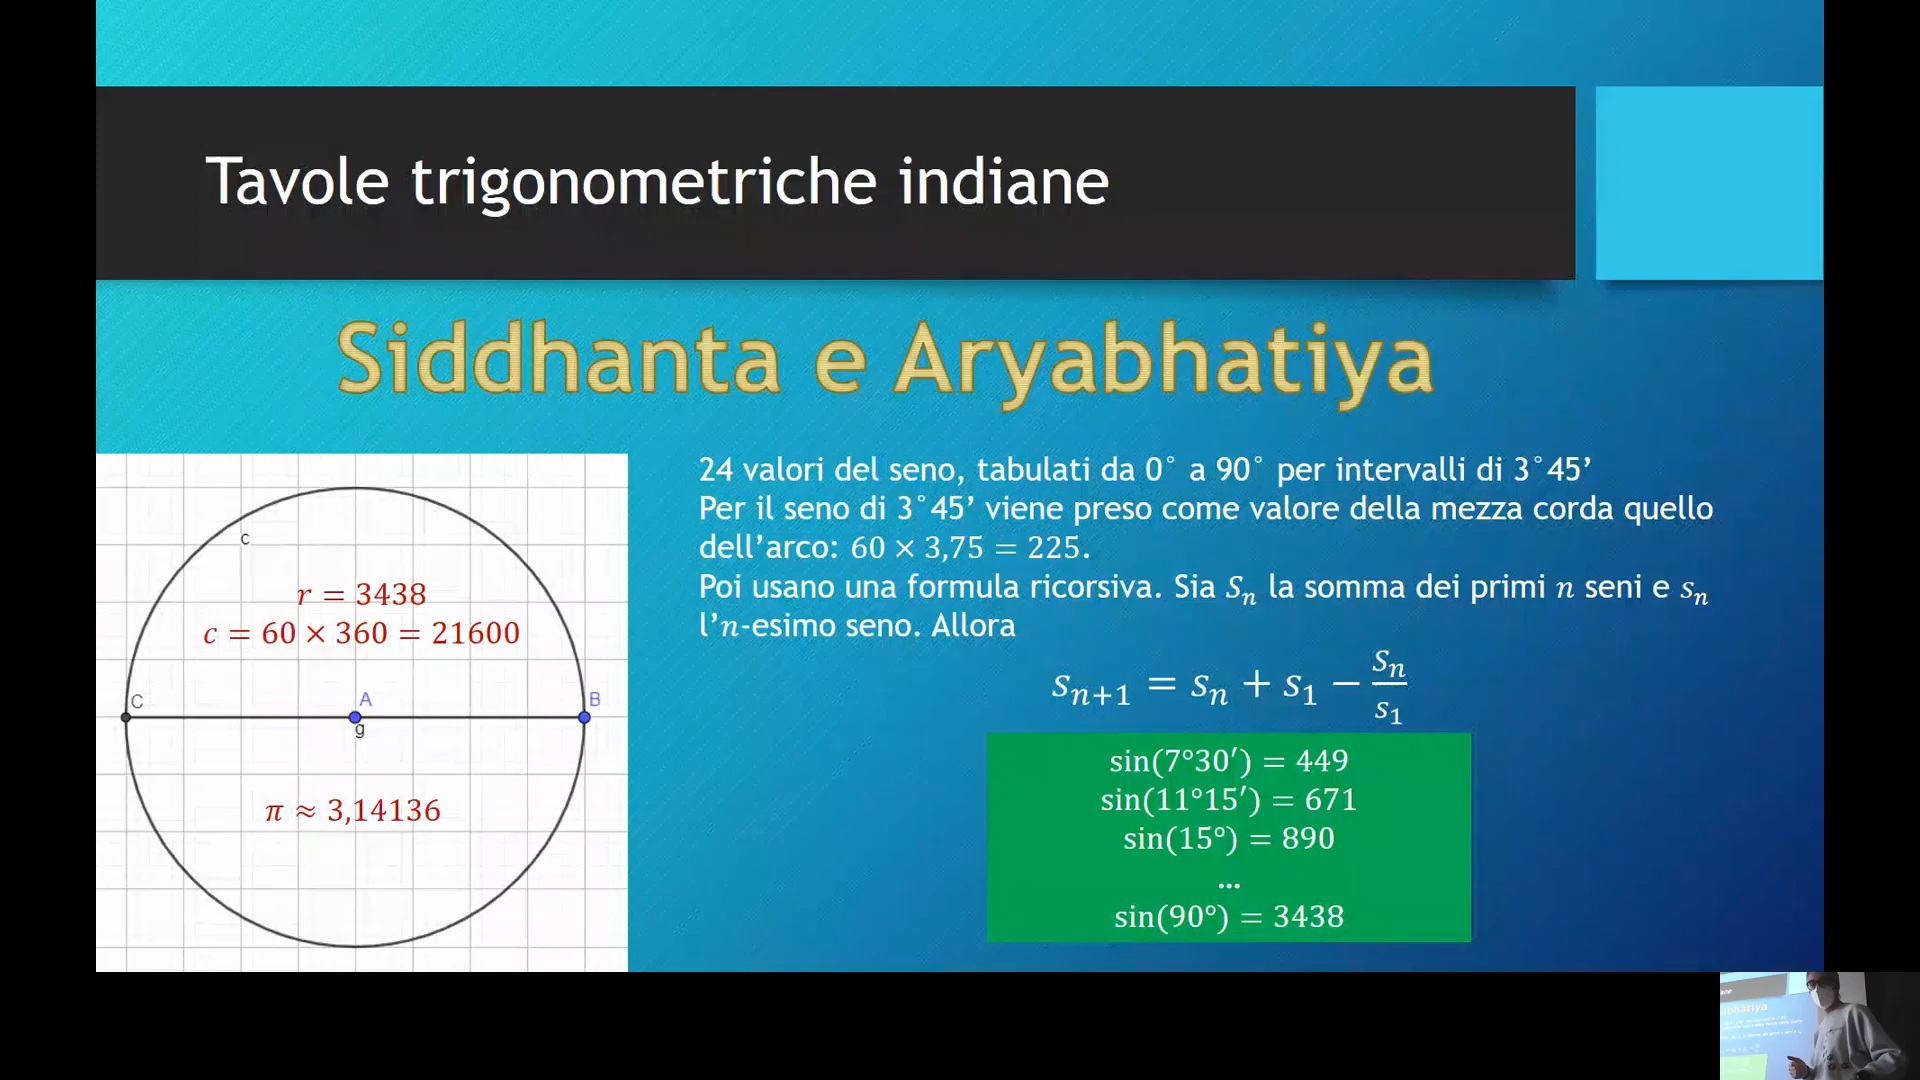 Tavole trigonometriche indiane
Siddhanta e Aryabhatiya
c
r = 3438
c = 60 × 360 = 21600
C
A
B
g
π ≈ 3,14136
24 valori del seno, tabulati da 0° a 90° per intervalli di 3°45’
Per il seno di 3°45’ viene preso come valore della mezza corda quello
dell’arco: 60 × 3,75 = 225.
Poi usano una formula ricorsiva. Sia Sₙ la somma dei primi n seni e sₙ
l’n-esimo seno. Allora
sₙ₊₁ = sₙ + s₁ − Sₙ/s₁
sin(7°30′) = 449
sin(11°15′) = 671
sin(15°) = 890
...
sin(90°) = 3438